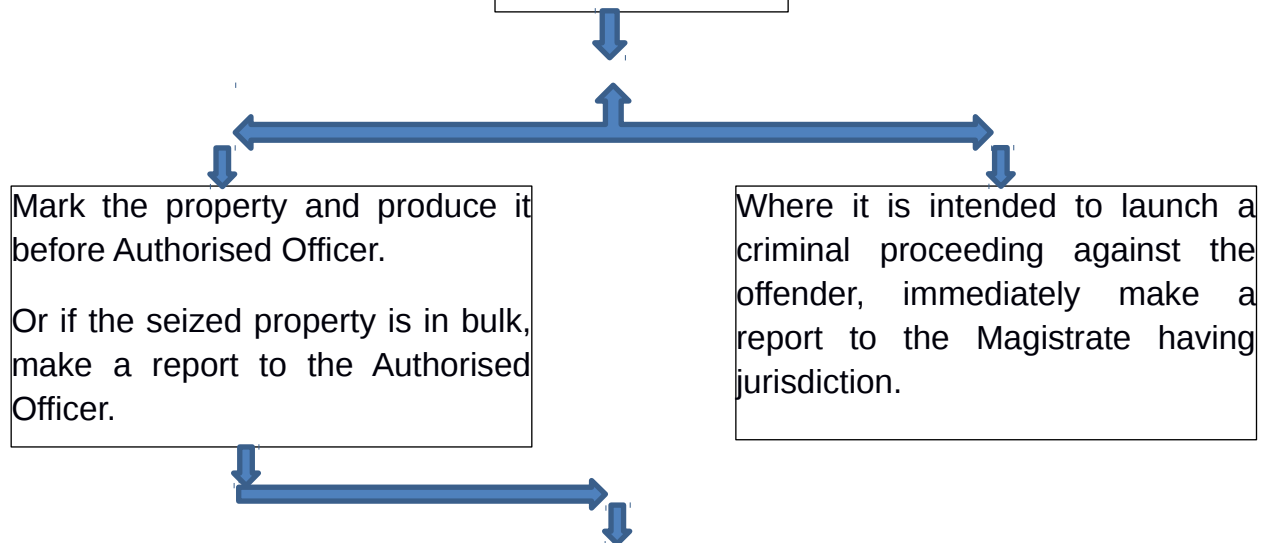 Mark the property and produce it
before Authorised Officer.
Or if the seized property is in bulk,
make a report to the Authorised
Officer.
Where it is intended to launch a
criminal proceeding against the
offender, immediately make a
report to the Magistrate having
jurisdiction.